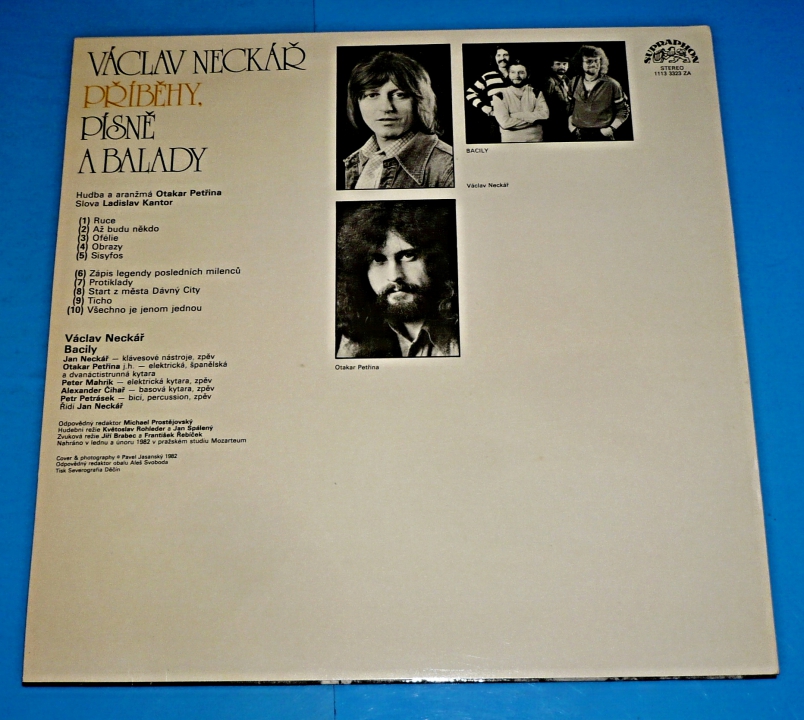 VÁCLAV NECKÁŘ
PŘÍBĚHY,
PÍSNĚ
A BALADY
Hudba a aranžmá Otakar Petřina
Slova Ladislav Kantor
(1) Ruce
(2) Až budu někdo
(3) Ofélie
(4) Obrazy
(5) Sisyfos
(6) Zápis legendy posledních milenců
(7) Protiklady
(8) Start z města Dávný City
(9) Ticho
(10) Všechno je jenom jednou
Václav Neckář
Bacily
Jan Neckář — klávesové nástroje, zpěv
Otakar Petřina j.h. — elektrická, španělská
a dvanáctistrunná kytara
Peter Mahrik — elektrická kytara, zpěv
Alexander Čihař — basová kytara, zpěv
Petr Petrásek — bicí, percussion, zpěv
Řídí Jan Neckář
Odpovědný redaktor Michael Prostějovský
Hudební režie Květoslav Rohleder a Jan Spálený
Zvuková režie Jiří Brabec a František Řebíček
Nahráno v lednu a únoru 1982 v pražském studiu Mozarteum
Cover & photography ℗ Pavel Jasanský 1982
Odpovědný redaktor obalu Aleš Svoboda
Tisk Severografia Děčín
BACILY
Václav Neckář
Otakar Petřina
SUPRAPHON
STEREO
1113 3323 ZA